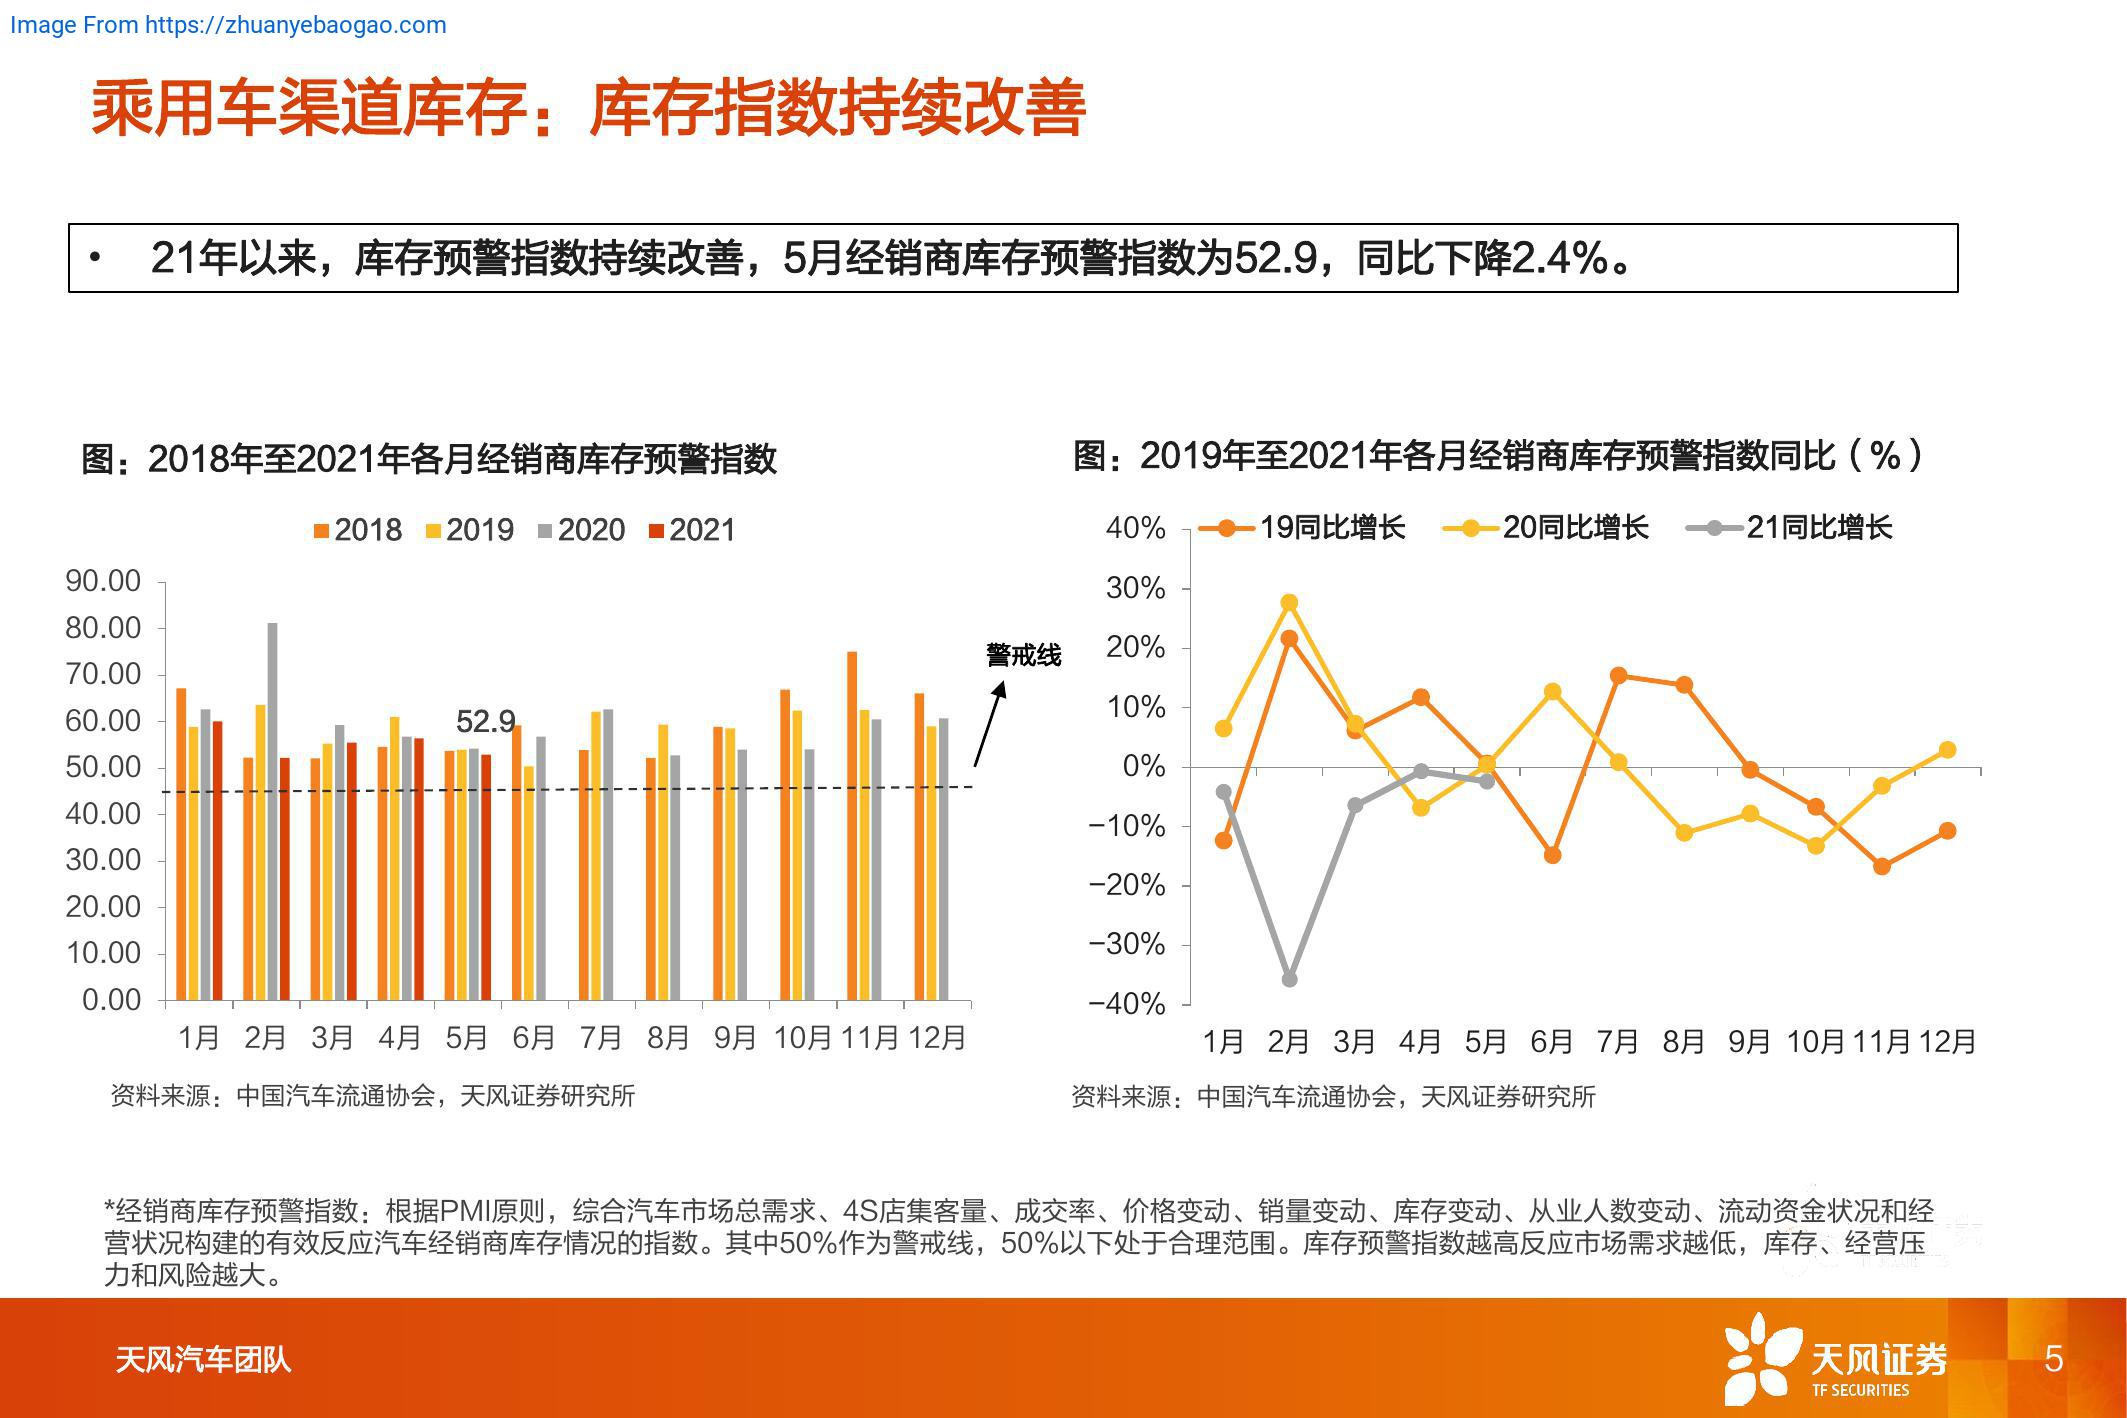 Image From https://zhuanyebaogao.com
乘用车渠道库存：库存指数持续改善
• 21年以来，库存预警指数持续改善，5月经销商库存预警指数为52.9，同比下降2.4%。
图：2018年至2021年各月经销商库存预警指数
2018 2019 2020 2021
90.00
80.00
70.00
60.00
50.00
40.00
30.00
20.00
10.00
0.00
52.9
警戒线
1月 2月 3月 4月 5月 6月 7月 8月 9月 10月 11月 12月
资料来源：中国汽车流通协会，天风证券研究所
图：2019年至2021年各月经销商库存预警指数同比（%）
19同比增长 20同比增长 21同比增长
40%
30%
20%
10%
0%
−10%
−20%
−30%
−40%
1月 2月 3月 4月 5月 6月 7月 8月 9月 10月 11月 12月
资料来源：中国汽车流通协会，天风证券研究所
*经销商库存预警指数：根据PMI原则，综合汽车市场总需求、4S店集客量、成交率、价格变动、销量变动、库存变动、从业人数变动、流动资金状况和经
营状况构建的有效反应汽车经销商库存情况的指数。其中50%作为警戒线，50%以下处于合理范围。库存预警指数越高反应市场需求越低，库存、经营压
力和风险越大。
天风汽车团队
天风证券
TF SECURITIES
5